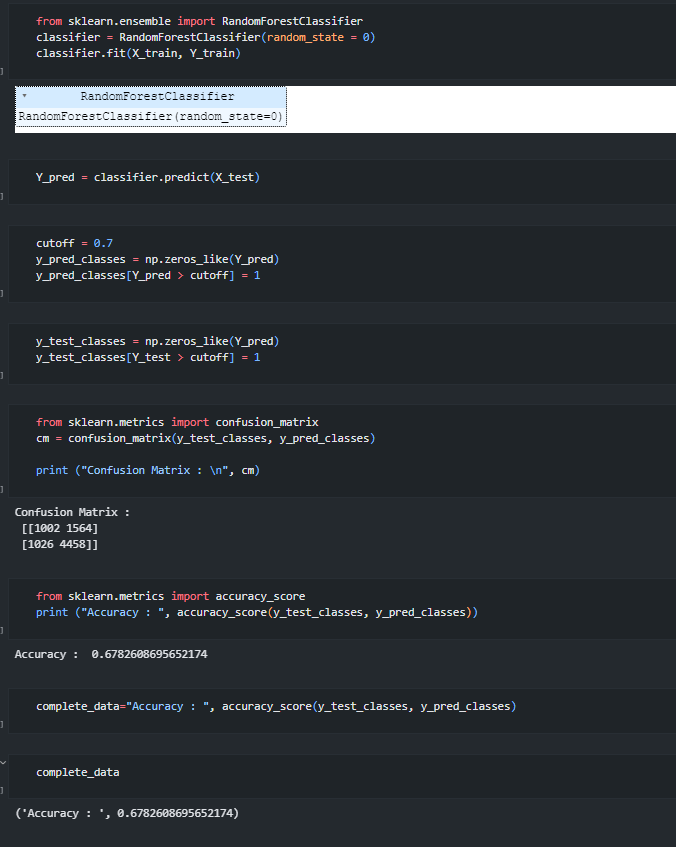 from sklearn.ensemble import RandomForestClassifier
classifier = RandomForestClassifier(random_state = 0)
classifier.fit(X_train, Y_train)
]
RandomForestClassifier
RandomForestClassifier(random_state=0)
Y_pred = classifier.predict(X_test)
]
cutoff = 0.7
y_pred_classes = np.zeros_like(Y_pred)
y_pred_classes[Y_pred > cutoff] = 1
]
y_test_classes = np.zeros_like(Y_pred)
y_test_classes[Y_test > cutoff] = 1
]
from sklearn.metrics import confusion_matrix
cm = confusion_matrix(y_test_classes, y_pred_classes)
print ("Confusion Matrix : \n", cm)
]
Confusion Matrix :
[[1002 1564]
[1026 4458]]
from sklearn.metrics import accuracy_score
print ("Accuracy : ", accuracy_score(y_test_classes, y_pred_classes))
]
Accuracy :  0.6782608695652174
complete_data="Accuracy : ", accuracy_score(y_test_classes, y_pred_classes)
]
complete_data
]
('Accuracy : ', 0.6782608695652174)